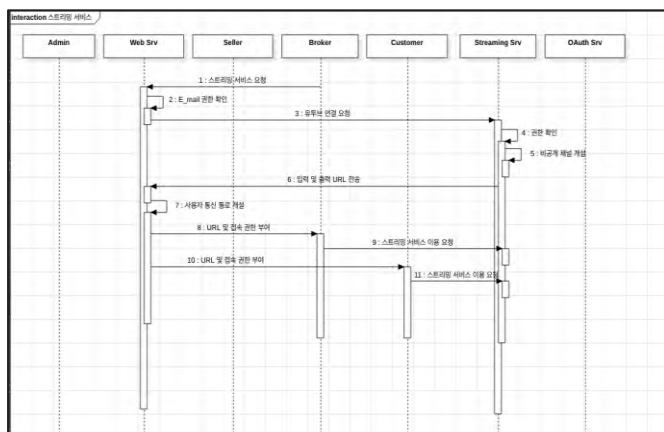 interaction 스트리밍 서비스
Admin
Web Srv
Seller
Broker
Customer
Streaming Srv
OAuth Srv
1 : 스트리밍 서비스 요청
2 : E_mail 권한 확인
3 : 유투브 연결 요청
4 : 권한 확인
5 : 비공개 채널 개설
6 : 입력 및 출력 URL 전송
7 : 사용자 통신 통로 개설
8 : URL 및 접속 권한 부여
9 : 스트리밍 서비스 이용 요청
10 : URL 및 접속 권한 부여
11 : 스트리밍 서비스 이용 요청